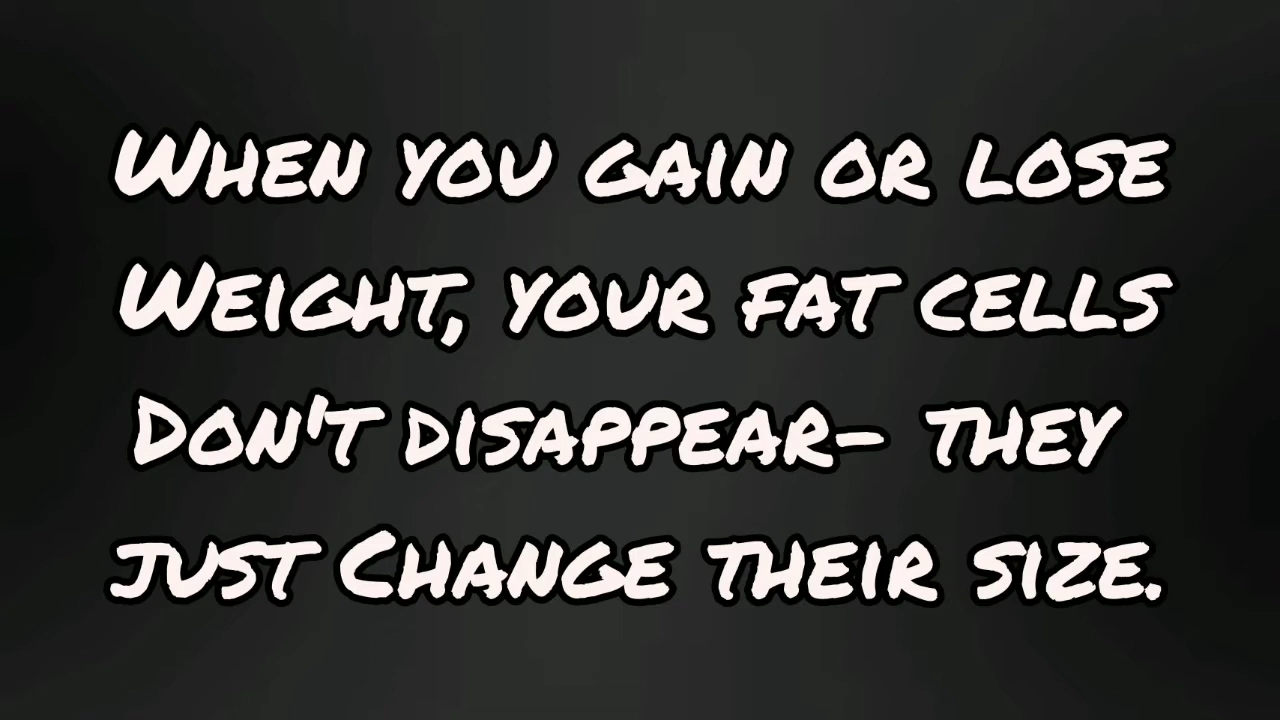 When you gain or lose
Weight, your fat cells
Don't disappear- they
just Change their size.